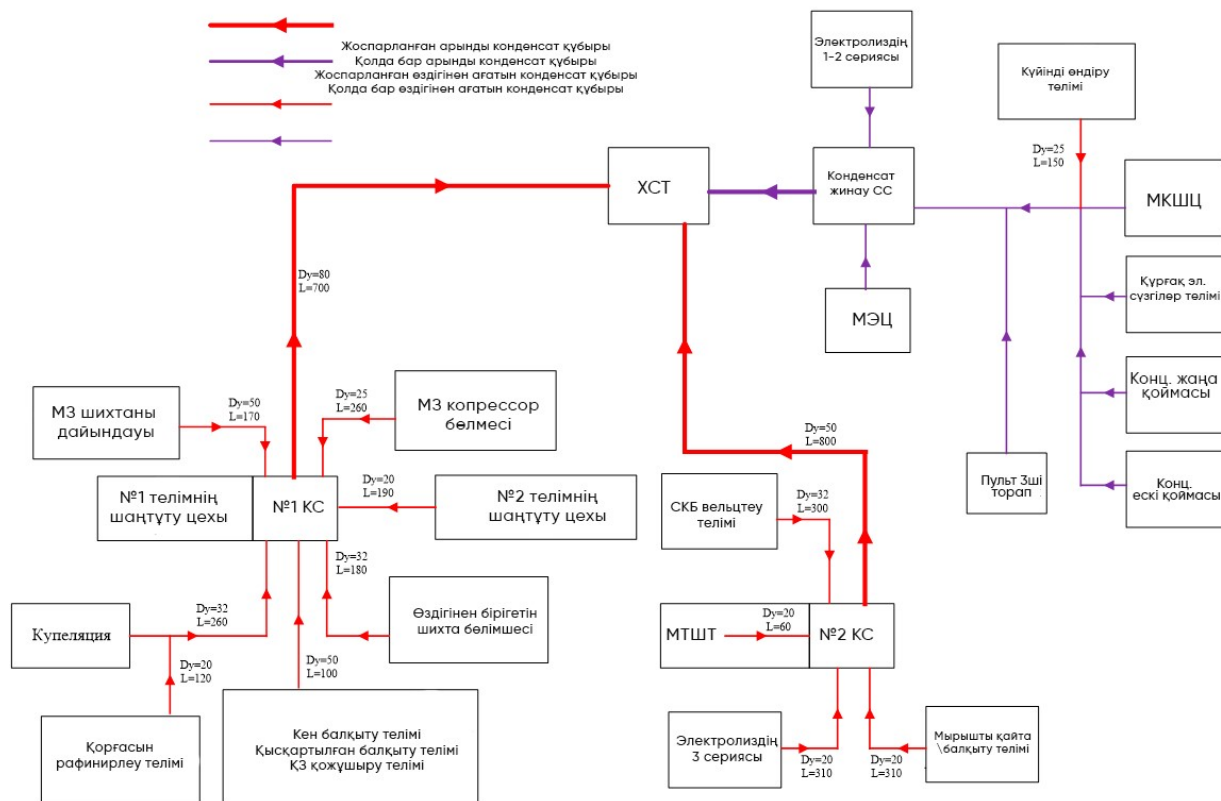 Жоспарланған арынды конденсат құбыры
Қолда бар арынды конденсат құбыры
Жоспарланған өздігінен ағатын конденсат құбыры
Қолда бар өздігінен ағатын конденсат құбыры
Электролиздің
1-2 сериясы
Күйінді өндіру
телімі
Dy=25
L=150
ХСТ
Конденсат
жинау СС
МКШЦ
Dy=80
L=700
Құрғақ эл.
сүзгілер телімі
МЭЦ
Конц. жаңа
қоймасы
МЗ шихтаны
дайындауы
Dy=50
L=170
Dy=25
L=260
МЗ копрессор
бөлмесі
Dy=50
L=800
Пульт 3ші
торап
Конц.
ескі қоймасы
№1 телімнің
шаңтұту цехы
№1 КС
Dy=20
L=190
№2 телімнің
шаңтұту цехы
СКБ вельцтеу
телімі
Dy=32
L=300
Dy=32
L=180
Купеляция
Dy=32
L=260
Өздігінен бірігетін
шихта бөлімшесі
МТШТ
Dy=20
L=60
№2 КС
Dy=20
L=120
Dy=50
L=100
Қорғасын
рафинирлеу телімі
Кен балқыту телімі
Қысқартылған балқыту телімі
ҚЗ қожұшыру телімі
Электролиздің
3 сериясы
Dy=20
L=310
Dy=20
L=310
Мырышты қайта
\балқыту телімі